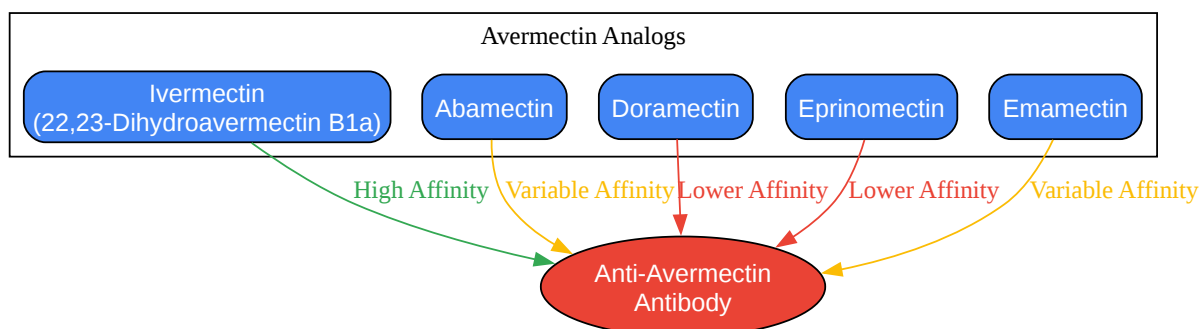 Avermectin Analogs
Ivermectin
(22,23-Dihydroavermectin B1a)
Abamectin
Doramectin
Eprinomectin
Emamectin
High Affinity
Variable Affinity
Lower Affinity
Lower Affinity
Variable Affinity
Anti-Avermectin
Antibody